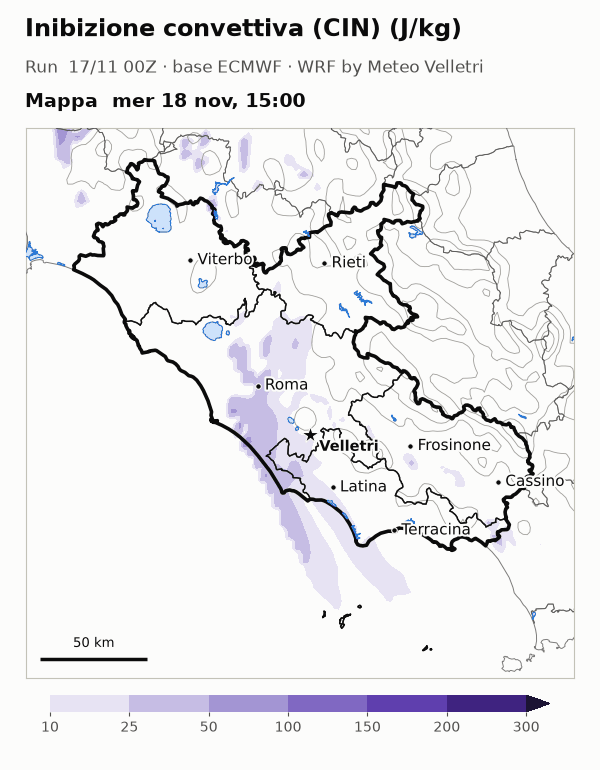 Inibizione convettiva (CIN) (J/kg)
Run  17/11 00Z · base ECMWF · WRF by Meteo Velletri
Mappa  mer 18 nov, 15:00
Viterbo
Rieti
Roma
Velletri
Frosinone
Latina
Cassino
Terracina
50 km
10 25 50 100 150 200 300